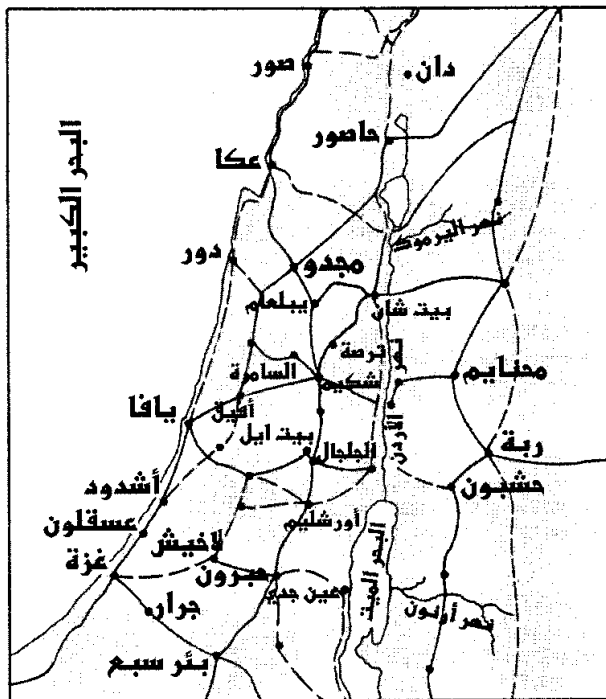 صور
دان
حاصور
عكا
البحر الكبير
نهر اليرموك
دور
مجدو
يبلعام
بيت شان
ترصة
السامرة
شكيم
نهر الأردن
محنايم
يافا
أفيق
بيت ايل
الجلجال
ربة
حشبون
أشدود
عسقلون
لاخيش
أورشليم
غزة
حبرون
عين جدي
البحر الميت
جرار
نهر أرنون
بئر سبع